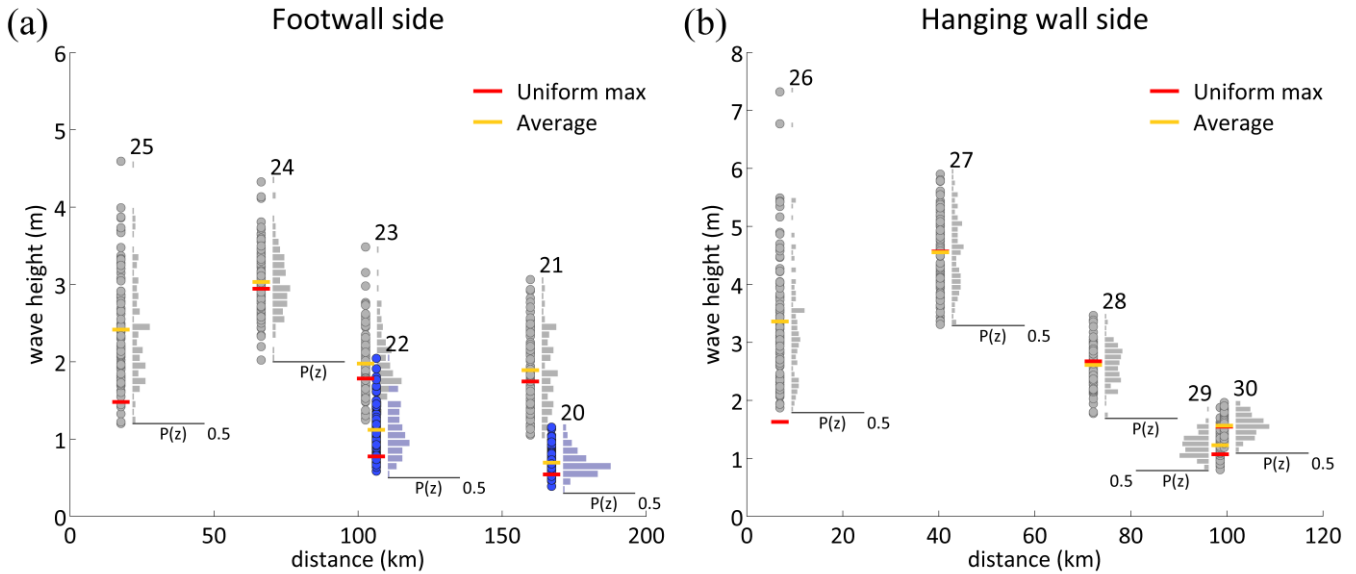 (a)
Footwall side
wave height (m)
6
5
4
3
2
1
0
0
50
100
150
200
distance (km)
Uniform max
Average
25
24
23
22
21
20
P(z) 0.5
P(z)
P(z) 0.5
P(z) 0.5
(b)
Hanging wall side
wave height (m)
8
7
6
5
4
3
2
1
0
0
20
40
60
80
100
120
distance (km)
Uniform max
Average
26
27
28
29
30
P(z) 0.5
P(z) 0.5
P(z)
0.5 P(z)
P(z) 0.5